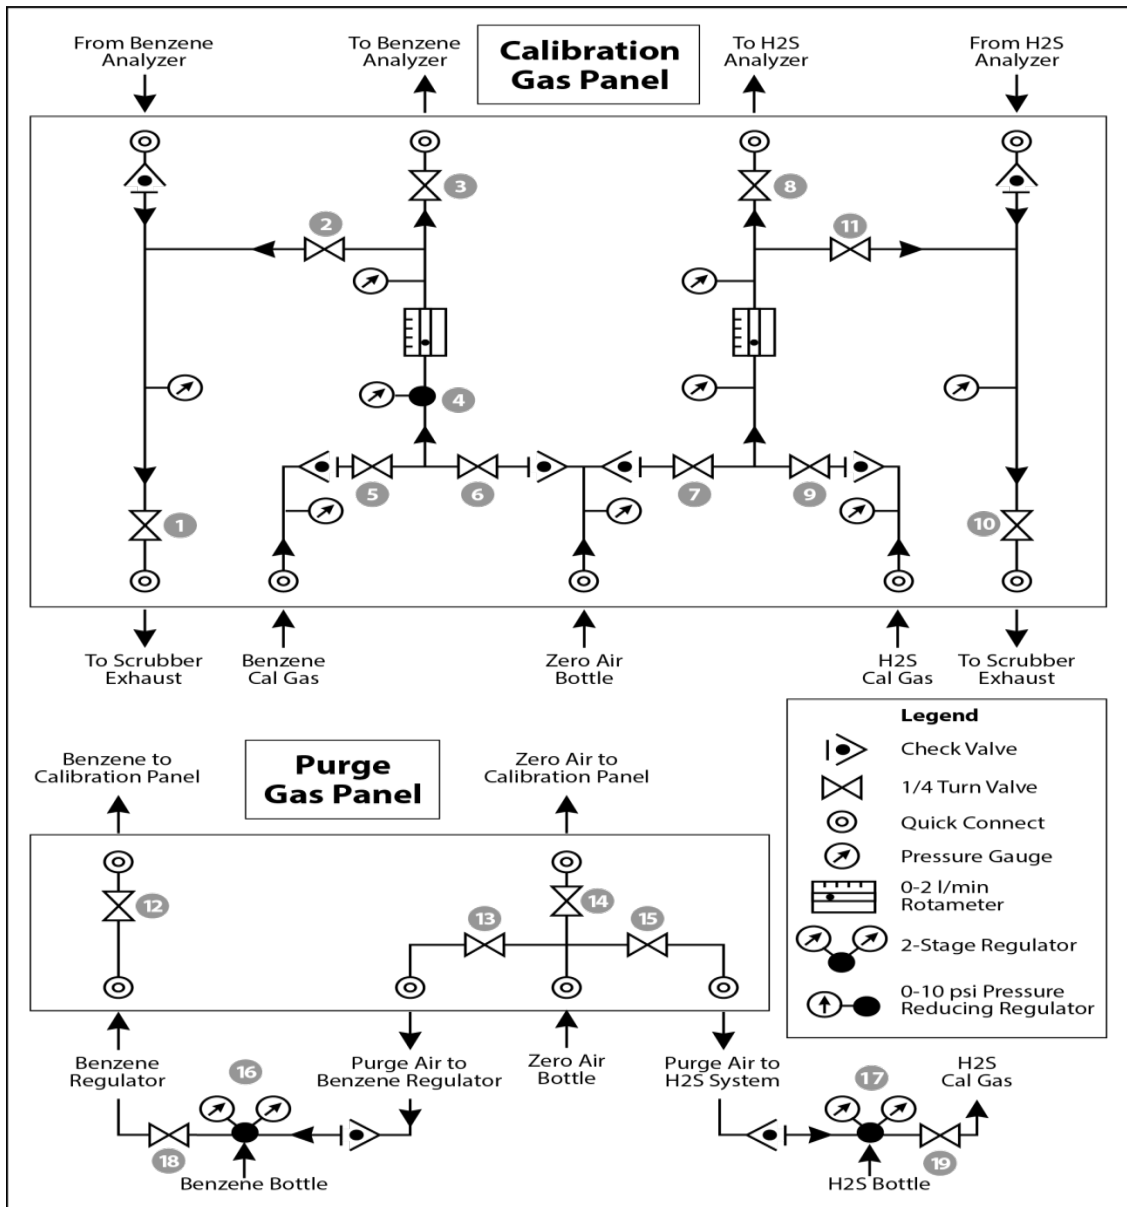 From Benzene
Analyzer
To Benzene
Analyzer
Calibration
Gas Panel
To H2S
Analyzer
From H2S
Analyzer
3
8
2
11
4
5
6
7
9
1
10
To Scrubber
Exhaust
Benzene
Cal Gas
Zero Air
Bottle
H2S
Cal Gas
To Scrubber
Exhaust
Legend
Check Valve
1/4 Turn Valve
Quick Connect
Pressure Gauge
0-2 l/min
Rotameter
2-Stage Regulator
0-10 psi Pressure
Reducing Regulator
Benzene to
Calibration Panel
Purge
Gas Panel
Zero Air to
Calibration Panel
12
13
14
15
Benzene
Regulator
16
Purge Air to
Benzene Regulator
Zero Air
Bottle
Purge Air to
H2S System
17
H2S
Cal Gas
18
Benzene Bottle
19
H2S Bottle